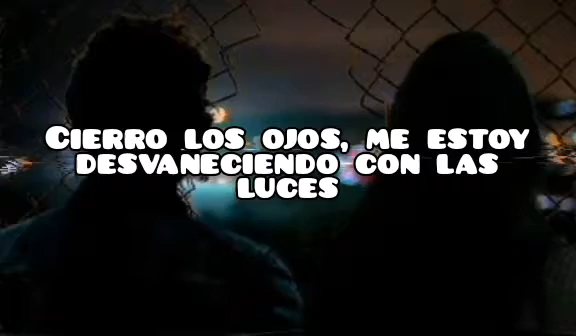 Cierro los ojos, me estoy
desvaneciendo con las
luces